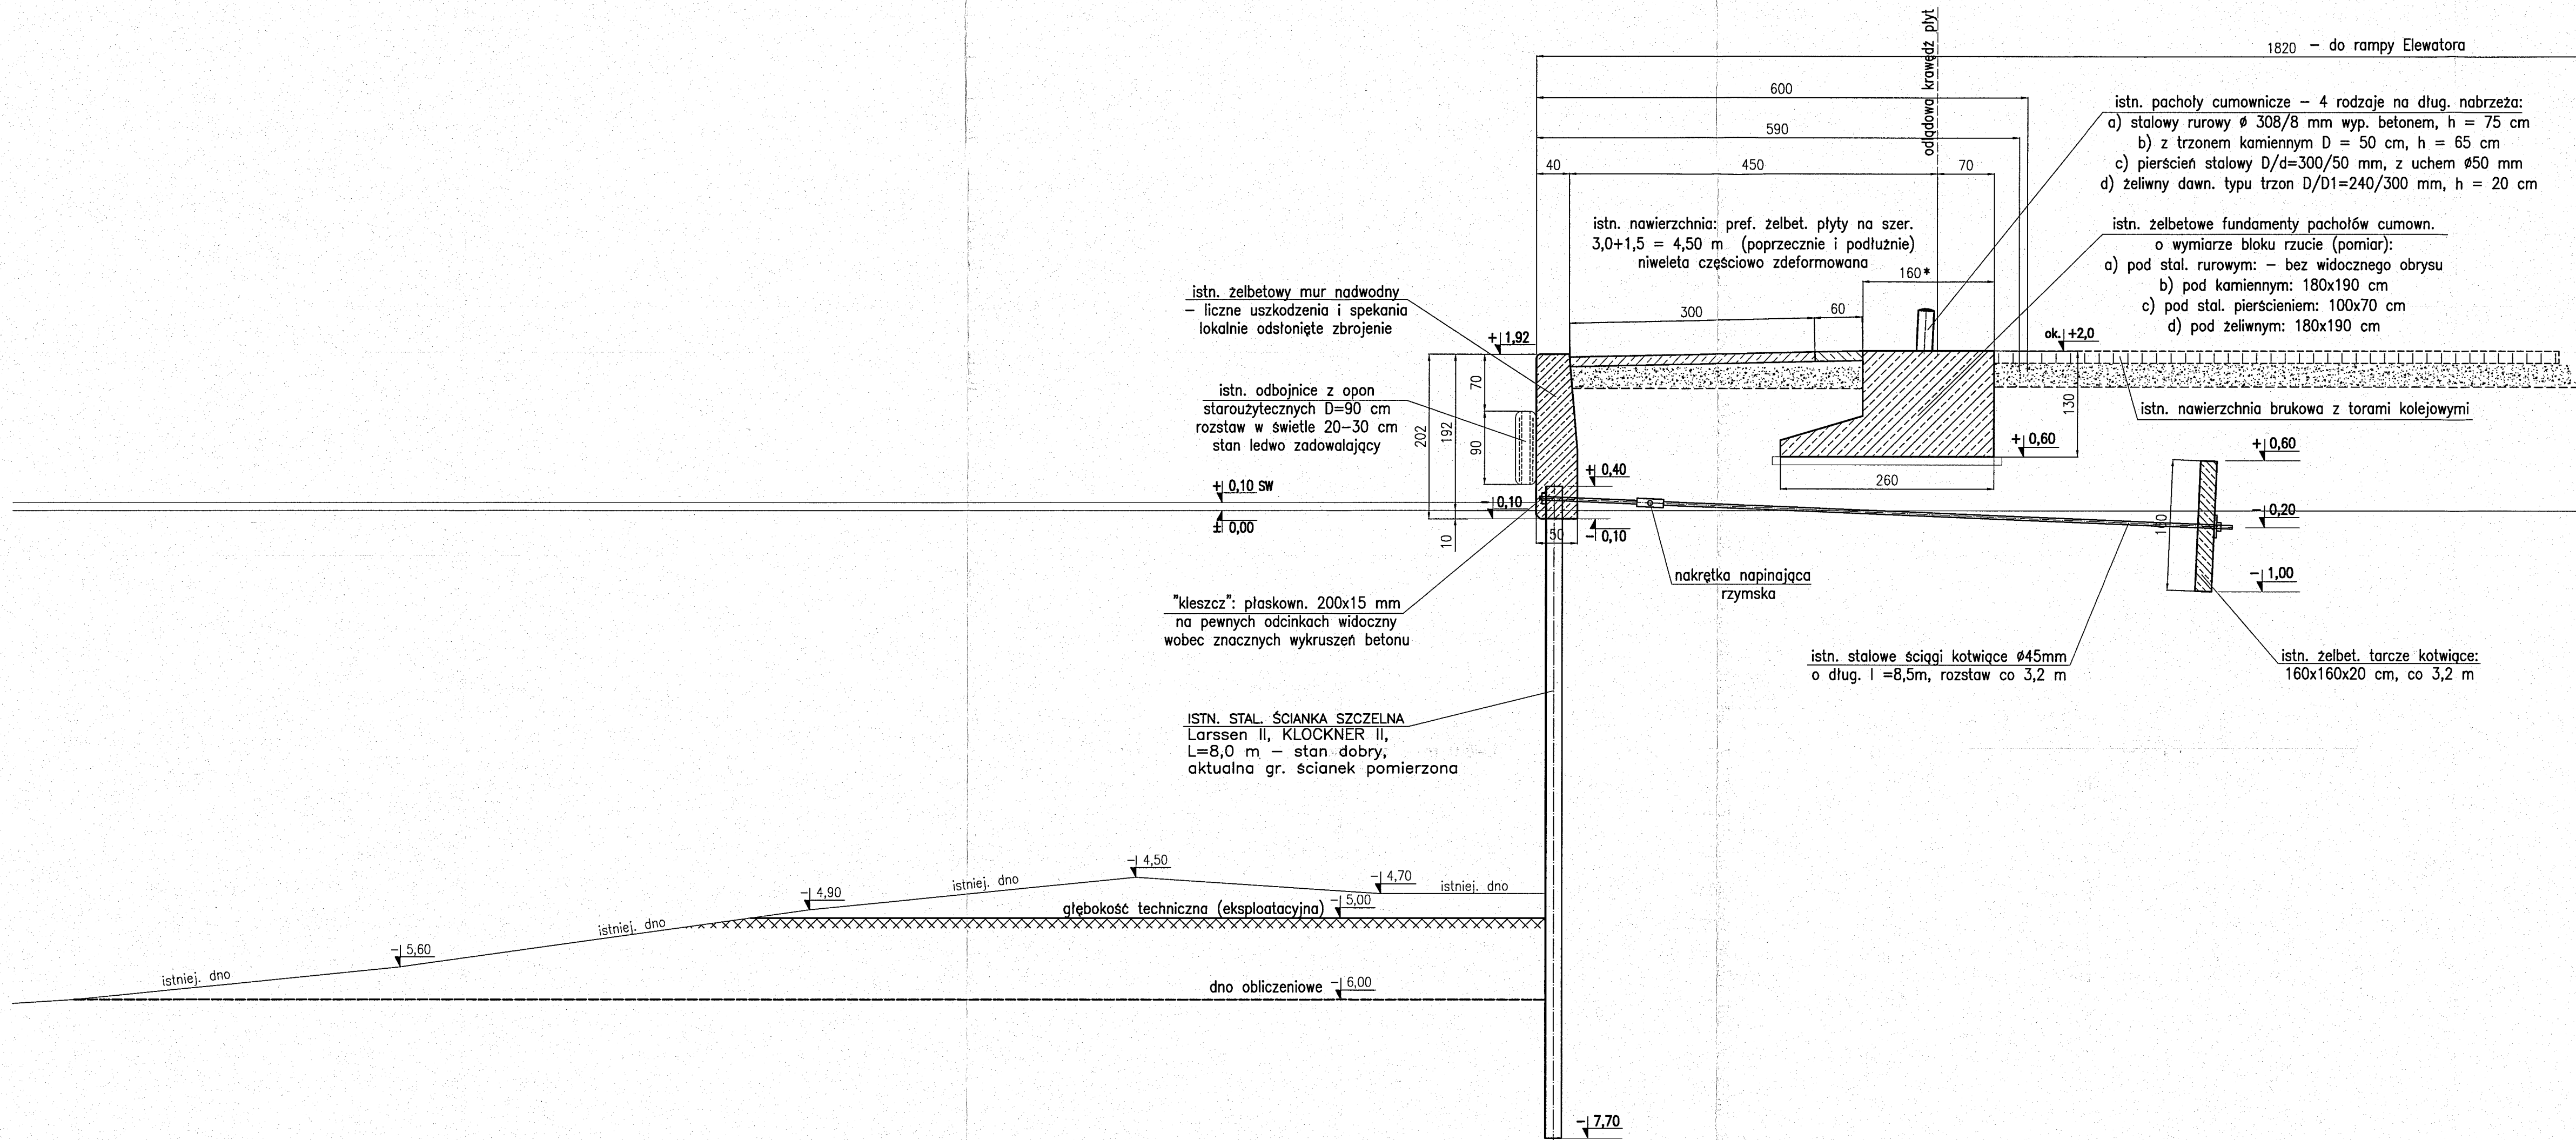 1820 – do rampy Elewatora
600
590
40
450
70
odlądowa krawędź płyt
istn. pachoły cumownicze – 4 rodzaje na dług. nabrzeża:
a) stalowy rurowy ø 308/8 mm wyp. betonem, h = 75 cm
b) z trzonem kamiennym D = 50 cm, h = 65 cm
c) pierścień stalowy D/d=300/50 mm, z uchem ø50 mm
d) żeliwny dawn. typu trzon D/D1=240/300 mm, h = 20 cm
istn. nawierzchnia: pref. żelbet. płyty na szer.
3,0+1,5 = 4,50 m (poprzecznie i podłużnie)
niweleta częściowo zdeformowana
160*
istn. żelbetowe fundamenty pachołów cumown.
o wymiarze bloku rzucie (pomiar):
a) pod stal. rurowym: – bez widocznego obrysu
b) pod kamiennym: 180x190 cm
c) pod stal. pierścieniem: 100x70 cm
d) pod żeliwnym: 180x190 cm
istn. żelbetowy mur nadwodny
– liczne uszkodzenia i spekania
lokalnie odsłonięte zbrojenie
300
60
+ 1,92
ok. +2,0
istn. odbojnice z opon
staroużytecznych D=90 cm
rozstaw w świetle 20–30 cm
stan ledwo zadowalający
202
192
70
90
10
130
istn. nawierzchnia brukowa z torami kolejowymi
+ 0,60
+ 0,60
260
+ 0,40
+ 0,10 SW
± 0,00
- 0,10
50
- 0,10
160
- 0,20
- 1,00
nakrętka napinająca
rzymska
"kleszcz": płaskown. 200x15 mm
na pewnych odcinkach widoczny
wobec znacznych wykruszeń betonu
istn. stalowe ściągi kotwiące ø45mm
o dług. l =8,5m, rozstaw co 3,2 m
istn. żelbet. tarcze kotwiące:
160x160x20 cm, co 3,2 m
ISTN. STAL. ŚCIANKA SZCZELNA
Larssen II, KLOCKNER II,
L=8,0 m – stan dobry,
aktualna gr. ścianek pomierzona
- 4,50
- 4,70
- 4,90
istniej. dno
istniej. dno
głębokość techniczna (eksploatacyjna)
- 5,00
istniej. dno
- 5,60
istniej. dno
dno obliczeniowe
- 6,00
- 7,70